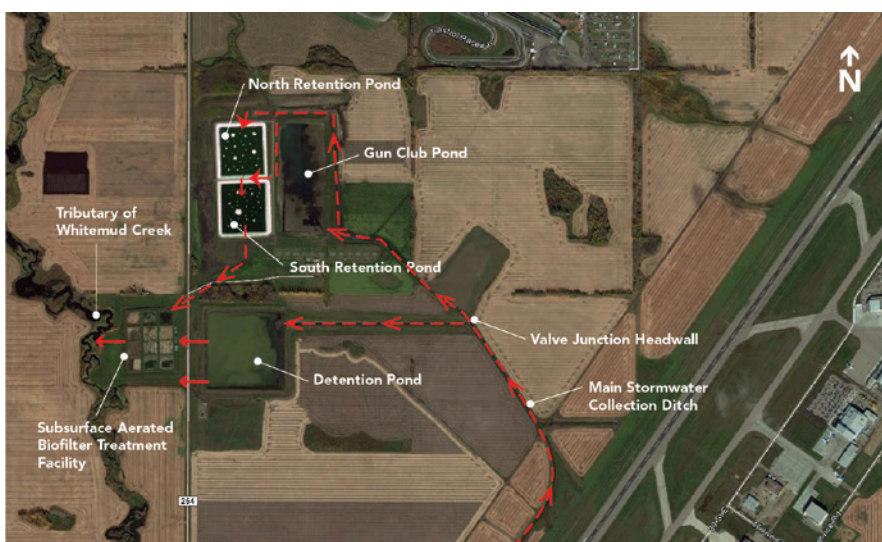 N
North Retention Pond
Gun Club Pond
Tributary of
Whitemud Creek
South Retention Pond
Valve Junction Headwall
Detention Pond
Main Stormwater
Collection Ditch
Subsurface Aerated
Biofilter Treatment
Facility
254